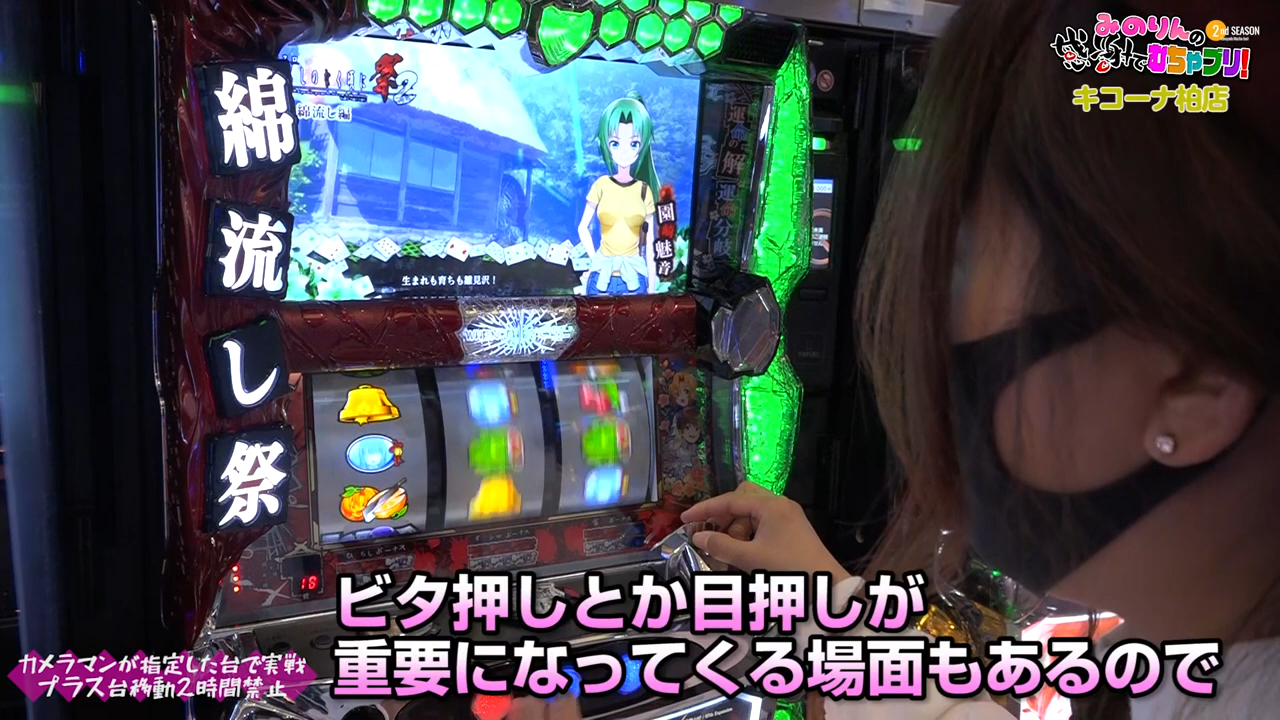 みのりんの
感謝でむちゃブリ!
2nd SEASON
キコーナ柏店
綿流し祭
綿流し編
園崎魅音
生まれも育ちも雛見沢!
運命の分岐
18
ビタ押しとか目押しが
重要になってくる場面もあるので
カメラマンが指定した台で実戦
プラス台移動2時間禁止